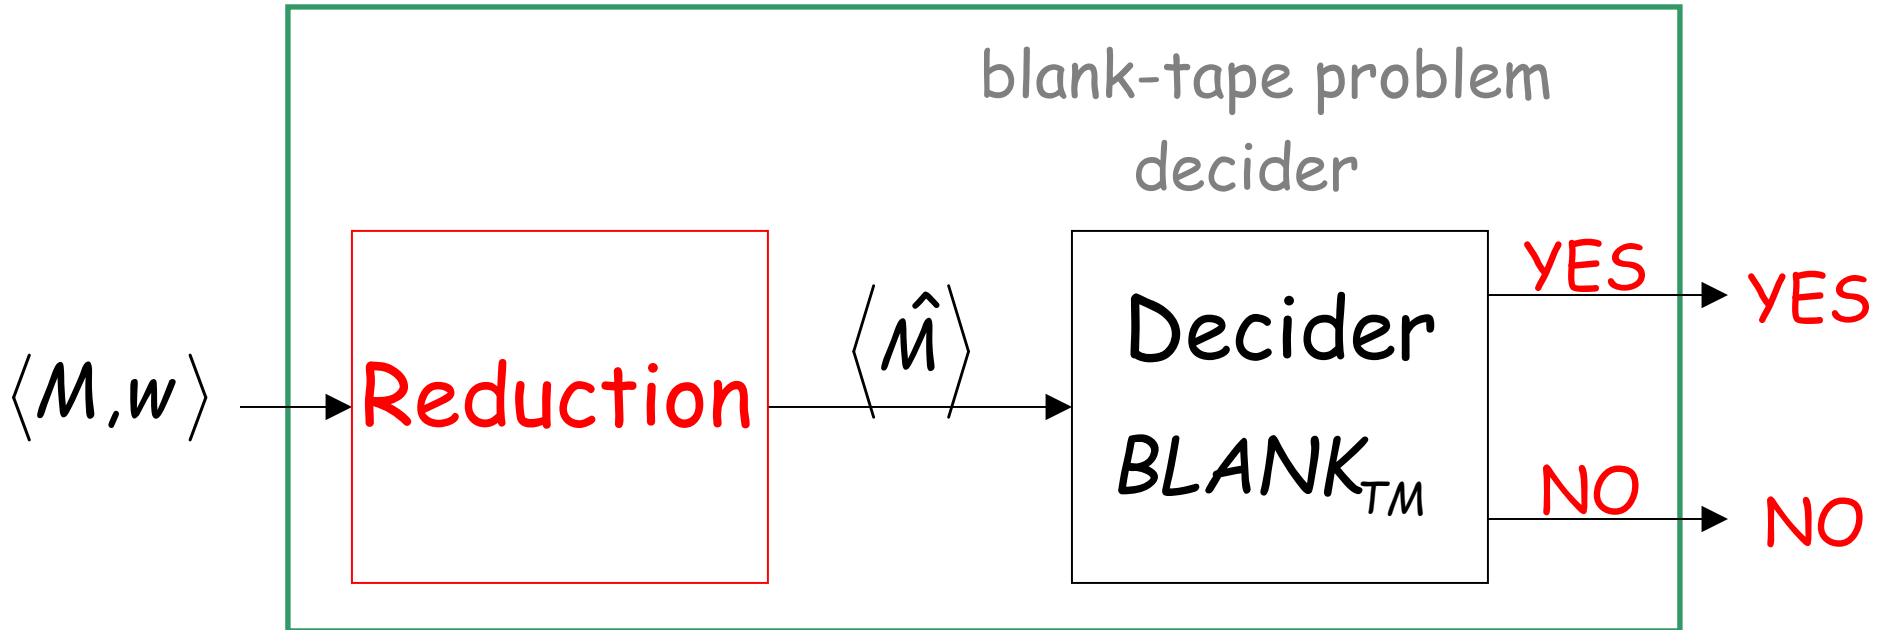 blank-tape problem
decider
YES
YES
Decider
⟨M̂⟩
⟨M,w⟩
Reduction
BLANK_TM
NO
NO